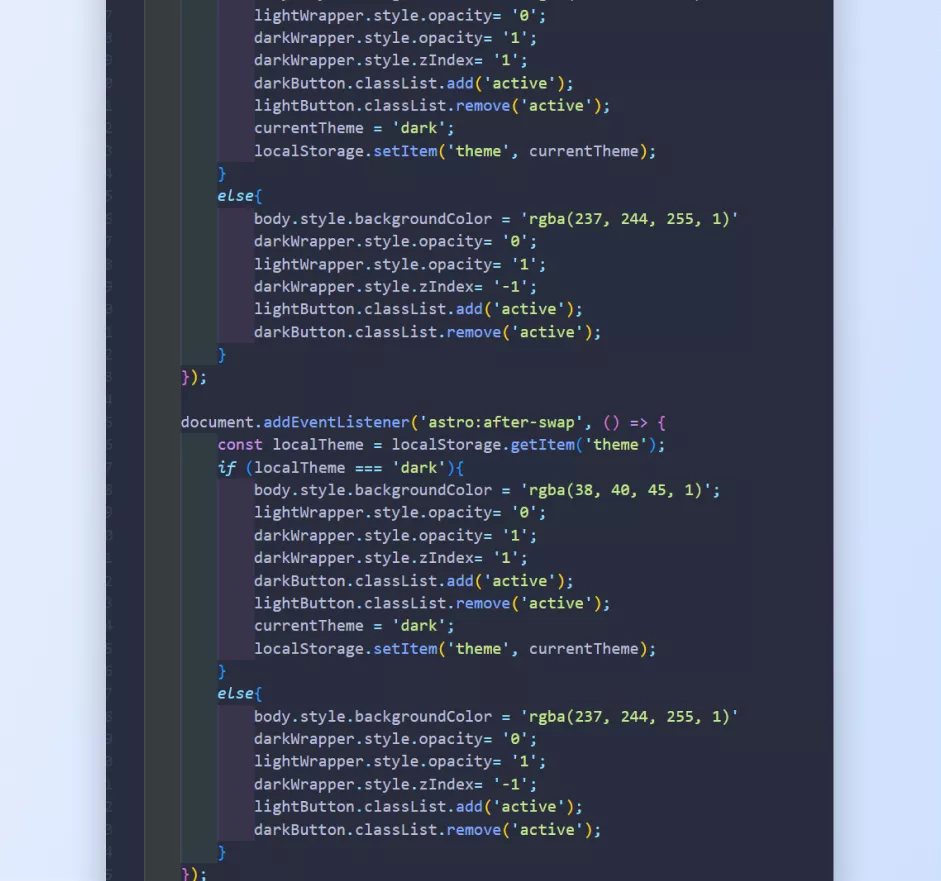 lightWrapper.style.opacity= '0';
darkWrapper.style.opacity= '1';
darkWrapper.style.zIndex= '1';
darkButton.classList.add('active');
lightButton.classList.remove('active');
currentTheme = 'dark';
localStorage.setItem('theme', currentTheme);
}
else{
body.style.backgroundColor = 'rgba(237, 244, 255, 1)'
darkWrapper.style.opacity= '0';
lightWrapper.style.opacity= '1';
darkWrapper.style.zIndex= '-1';
lightButton.classList.add('active');
darkButton.classList.remove('active');
}
});
document.addEventListener('astro:after-swap', () => {
const localTheme = localStorage.getItem('theme');
if (localTheme === 'dark'){
body.style.backgroundColor = 'rgba(38, 40, 45, 1)';
lightWrapper.style.opacity= '0';
darkWrapper.style.opacity= '1';
darkWrapper.style.zIndex= '1';
darkButton.classList.add('active');
lightButton.classList.remove('active');
currentTheme = 'dark';
localStorage.setItem('theme', currentTheme);
}
else{
body.style.backgroundColor = 'rgba(237, 244, 255, 1)'
darkWrapper.style.opacity= '0';
lightWrapper.style.opacity= '1';
darkWrapper.style.zIndex= '-1';
lightButton.classList.add('active');
darkButton.classList.remove('active');
}
});